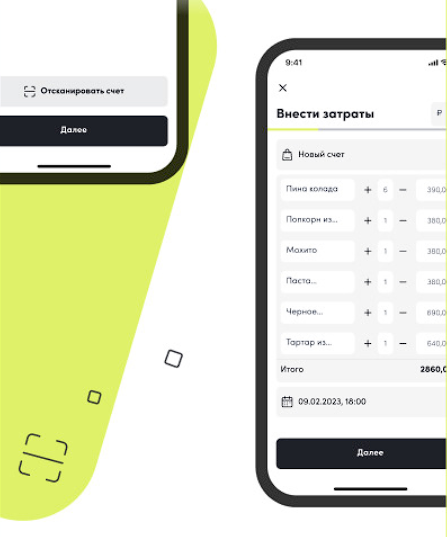 Отсканировать счет
Далее
9:41
Внести затраты
₽
Новый счет
Пина колада + 6 – 390,0
Попкорн из... + 1 – 380,0
Мохито + 1 – 380,0
Паста... + 1 – 380,0
Черное... + 1 – 690,0
Тартар из... + 1 – 640,0
Итого 2860,0
09.02.2023, 18:00
Далее